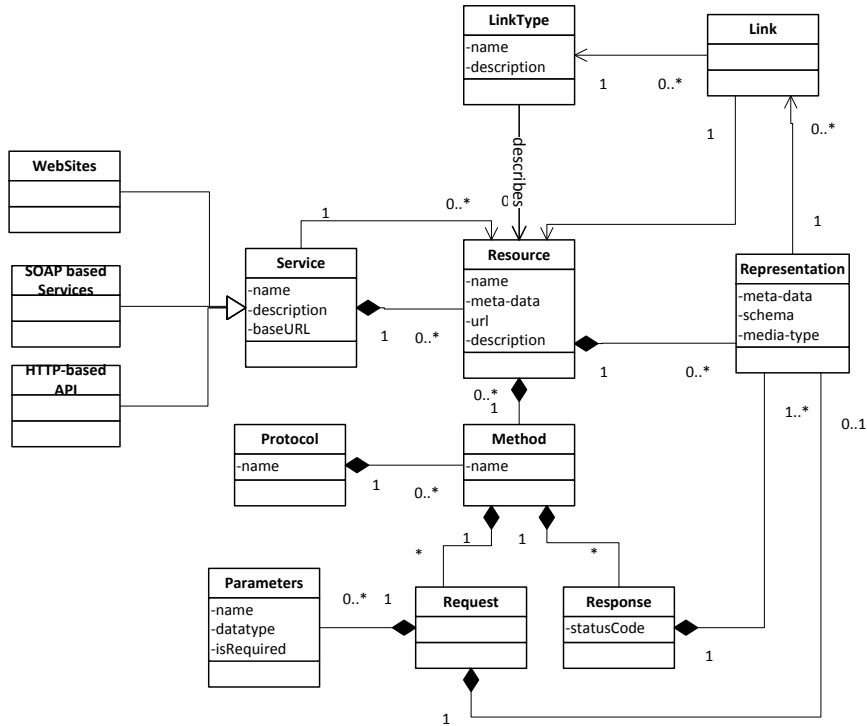 LinkType
-name
-description
Link
1
0..*
1
0..*
describes
1
WebSites
1
0..*
0
SOAP based
Services
Service
-name
-description
-baseURL
1
0..*
Resource
-name
-meta-data
-url
-description
Representation
-meta-data
-schema
-media-type
1
0..*
HTTP-based
API
0..*
1
1..*
0..1
Protocol
-name
1
0..*
Method
-name
1
*
1
*
Parameters
-name
-datatype
-isRequired
0..*
1
Request
Response
-statusCode
1
1